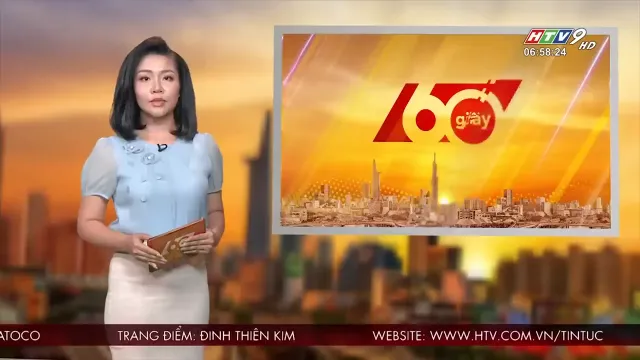 HTV9 HD
06:58:24
60 giây
ATOCO TRANG ĐIỂM: ĐINH THIÊN KIM WEBSITE: WWW.HTV.COM.VN/TINTUC